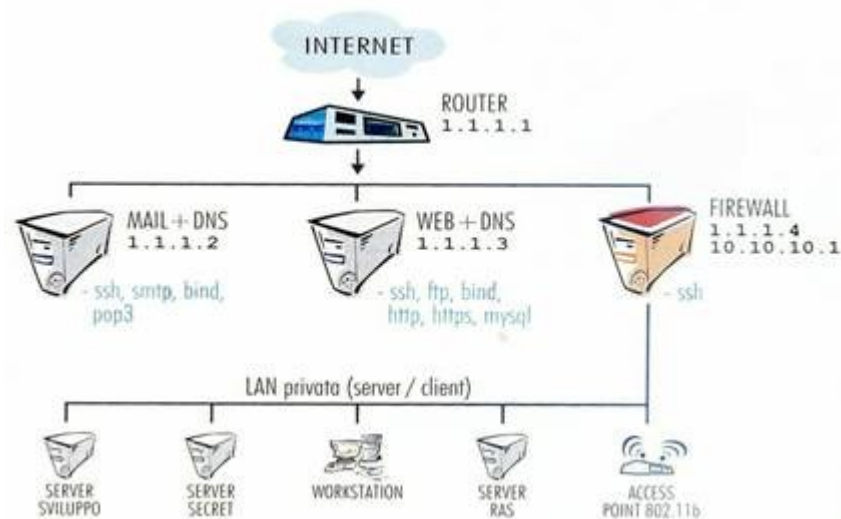 INTERNET
ROUTER
1.1.1.1
MAIL + DNS
1.1.1.2
- ssh, smtp, bind,
pop3
WEB + DNS
1.1.1.3
- ssh, ftp, bind,
http, https, mysql
FIREWALL
1.1.1.4
10.10.10.1
- ssh
LAN privata (server / client)
SERVER
SVILUPPO
SERVER
SECRET
WORKSTATION
SERVER
RAS
ACCESS
POINT 802.11b